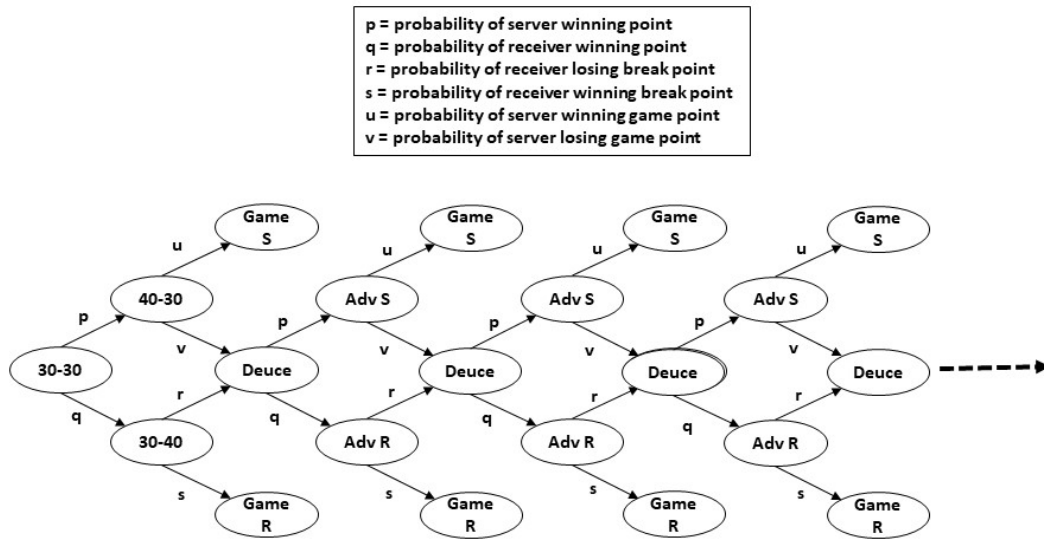 p = probability of server winning point
q = probability of receiver winning point
r = probability of receiver losing break point
s = probability of receiver winning break point
u = probability of server winning game point
v = probability of server losing game point
Game
S
Game
S
Game
S
Game
S
u
u
u
u
40-30
Adv S
Adv S
Adv S
p
p
p
p
v
v
v
v
30-30
Deuce
Deuce
Deuce
Deuce
q
r
q
r
q
r
q
r
30-40
Adv R
Adv R
Adv R
s
s
s
s
Game
R
Game
R
Game
R
Game
R